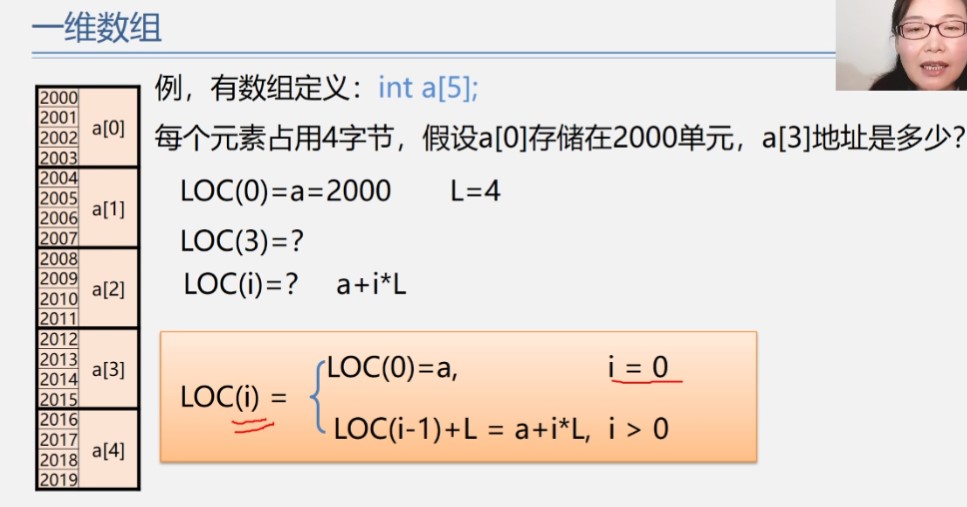 一维数组
例，有数组定义：int a[5];
每个元素占用4字节，假设a[0]存储在2000单元，a[3]地址是多少?
LOC(0)=a=2000 L=4
LOC(3)=?
LOC(i)=? a+i*L
LOC(i) =
LOC(0)=a, i = 0
LOC(i-1)+L = a+i*L, i > 0
2000
2001
2002
2003
a[0]
2004
2005
2006
2007
a[1]
2008
2009
2010
2011
a[2]
2012
2013
2014
2015
a[3]
2016
2017
2018
2019
a[4]